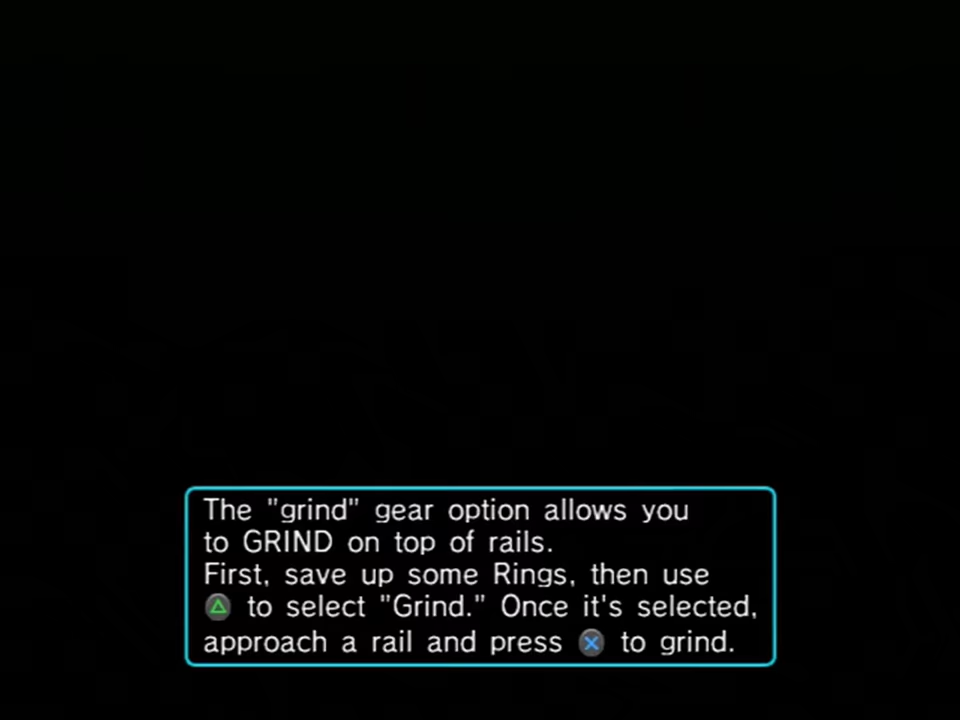 The "grind" gear option allows you
to GRIND on top of rails.
First, save up some Rings, then use
△ to select "Grind." Once it's selected,
approach a rail and press ✕ to grind.